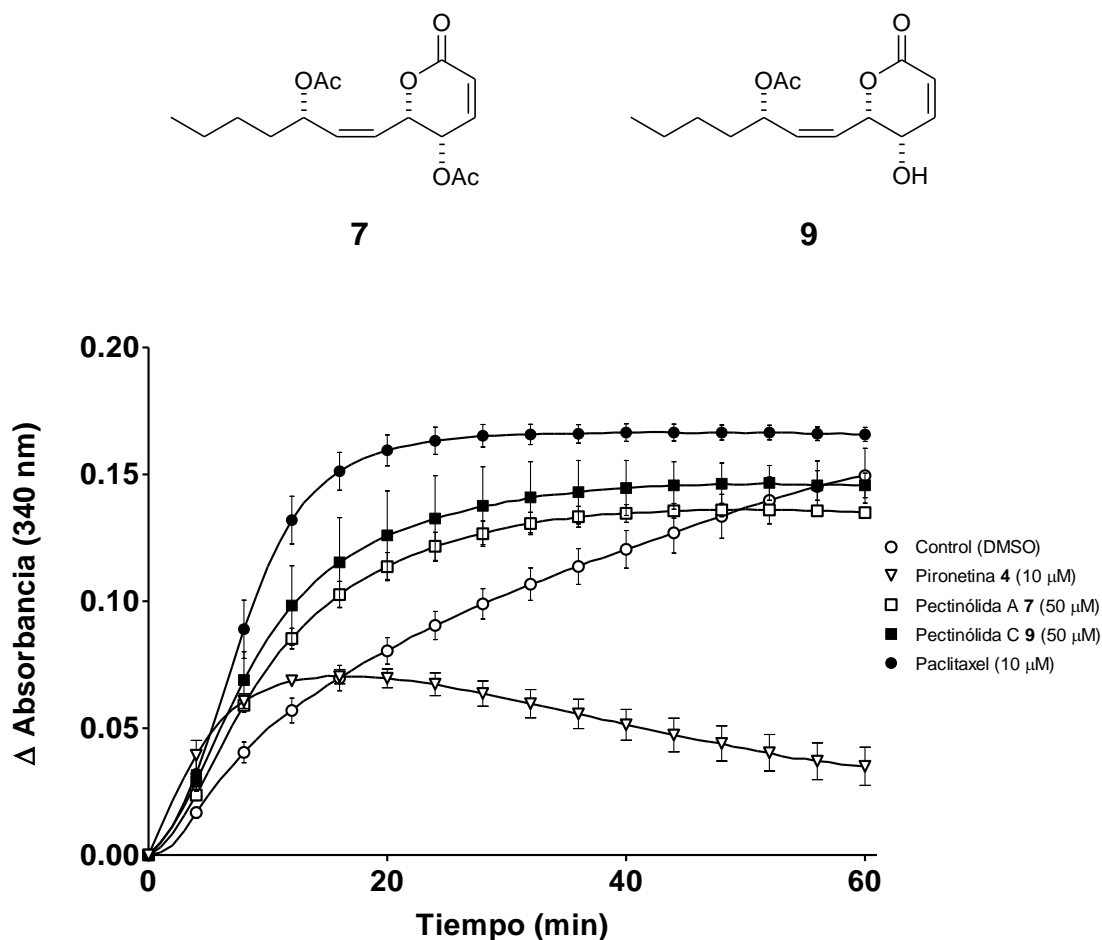 O
OAc
O
OAc
7
O
OAc
O
OH
9
0.20
0.15
0.10
0.05
0.00
Δ Absorbancia (340 nm)
0
20
40
60
Tiempo (min)
Control (DMSO)
Pironetina 4 (10 μM)
Pectinólida A 7 (50 μM)
Pectinólida C 9 (50 μM)
Paclitaxel (10 μM)